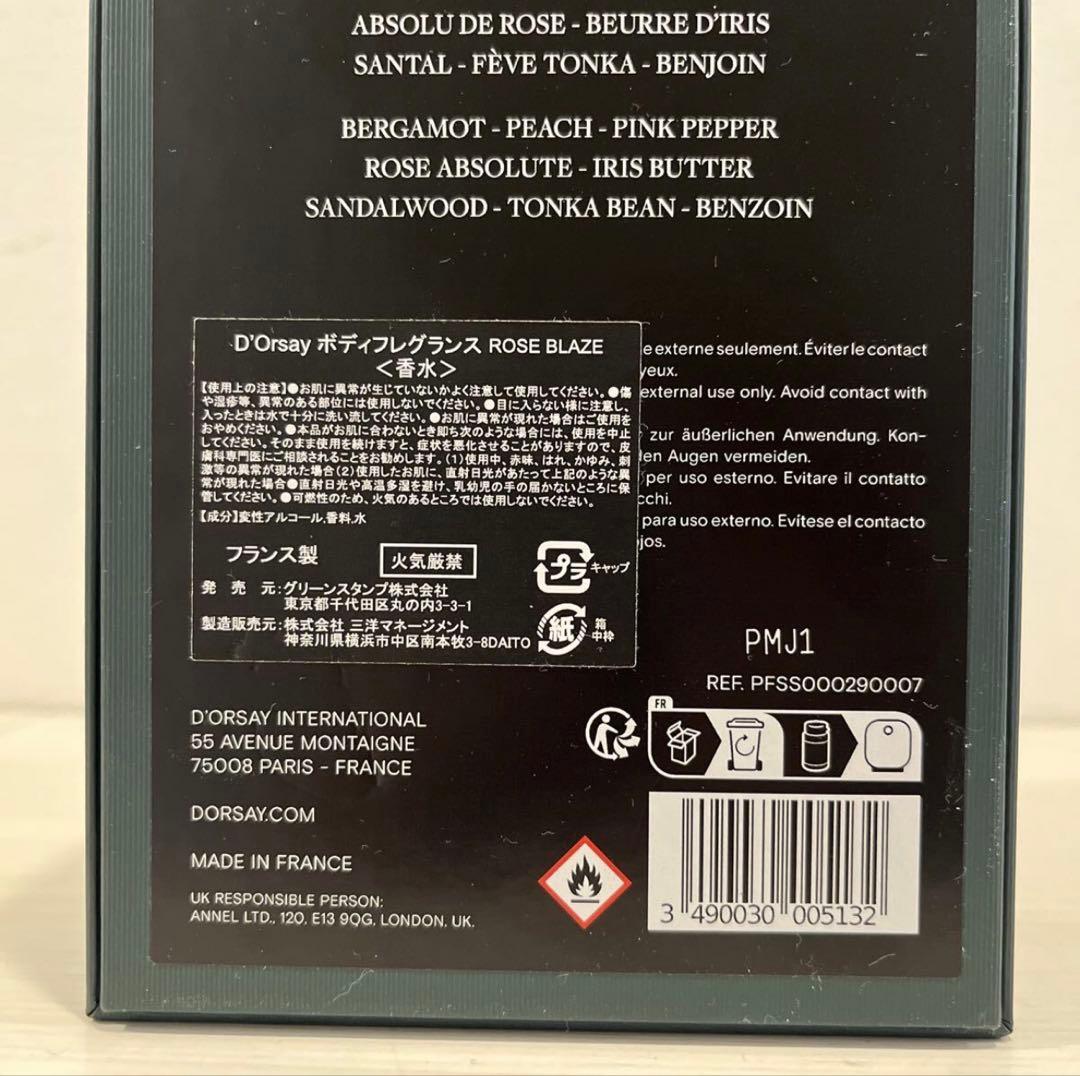 ABSOLU DE ROSE - BEURRE D'IRIS
SANTAL - FÈVE TONKA - BENJOIN
BERGAMOT - PEACH - PINK PEPPER
ROSE ABSOLUTE - IRIS BUTTER
SANDALWOOD - TONKA BEAN - BENZOIN
D'Orsay ボディフレグランス ROSE BLAZE
＜香水＞
【使用上の注意】●お肌に異常が生じていないかよく注意して使用してください。●傷
や湿疹等、異常のある部位には使用しないでください。●目に入らない様に注意し、
入ったときは水で十分に洗い流してください。●お肌に異常が現れた場合はご使用を
おやめください。●本品がお肌に合わないとき即ち次のような場合には、使用を中止
してください。そのまま使用を続けますと、症状を悪化させることがありますので、皮
膚科専門医にご相談されることをお勧めします。(1)使用中、赤味、はれ、かゆみ、刺
激等の異常が現れた場合(2)使用したお肌に、直射日光があたって上記のような異常
が現れた場合●直射日光や高温多湿を避け、乳幼児の手の届かないところに保
管してください。●可燃性のため、火気のあるところでは使用しないでください。
【成分】変性アルコール,香料,水
フランス製
火気厳禁
プラ
キャップ
発 売 元:グリーンスタンプ株式会社
東京都千代田区丸の内3-3-1
製造販売元:株式会社 三洋マネージメント
神奈川県横浜市中区南本牧3-8DAITO
紙
箱
中枠
e externe seulement. Éviter le contact
yeux.
external use only. Avoid contact with
zur äußerlichen Anwendung. Kon-
den Augen vermeiden.
per uso esterno. Evitare il contatto
cchi.
para uso externo. Evítese el contacto
ojos.
PMJ1
REF. PFSS000290007
FR
D'ORSAY INTERNATIONAL
55 AVENUE MONTAIGNE
75008 PARIS - FRANCE
DORSAY.COM
MADE IN FRANCE
UK RESPONSIBLE PERSON:
ANNEL LTD., 120, E13 9QG, LONDON, UK.
3 490030 005132